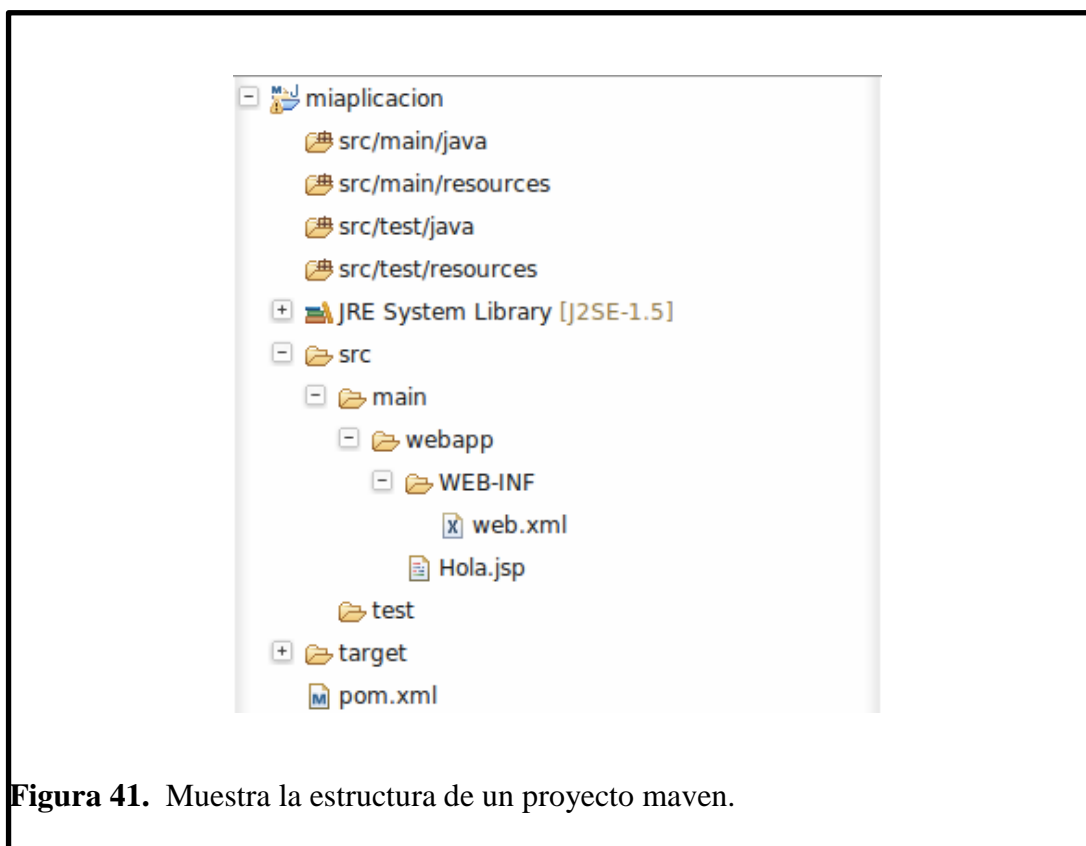 miaplicacion
src/main/java
src/main/resources
src/test/java
src/test/resources
JRE System Library [J2SE-1.5]
src
main
webapp
WEB-INF
web.xml
Hola.jsp
test
target
pom.xml
Figura 41. Muestra la estructura de un proyecto maven.